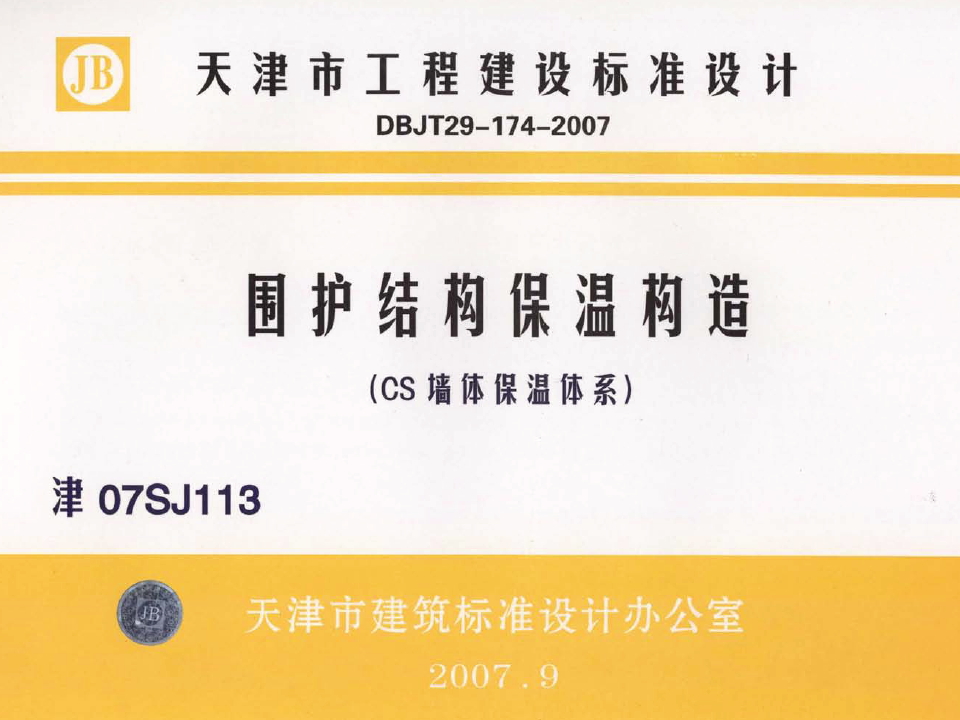 JB
天津市工程建设标准设计
DBJT29-174-2007
围护结构保温构造
(CS墙体保温体系)
津 07SJ113
JB
天津市建筑标准设计办公室
2007.9